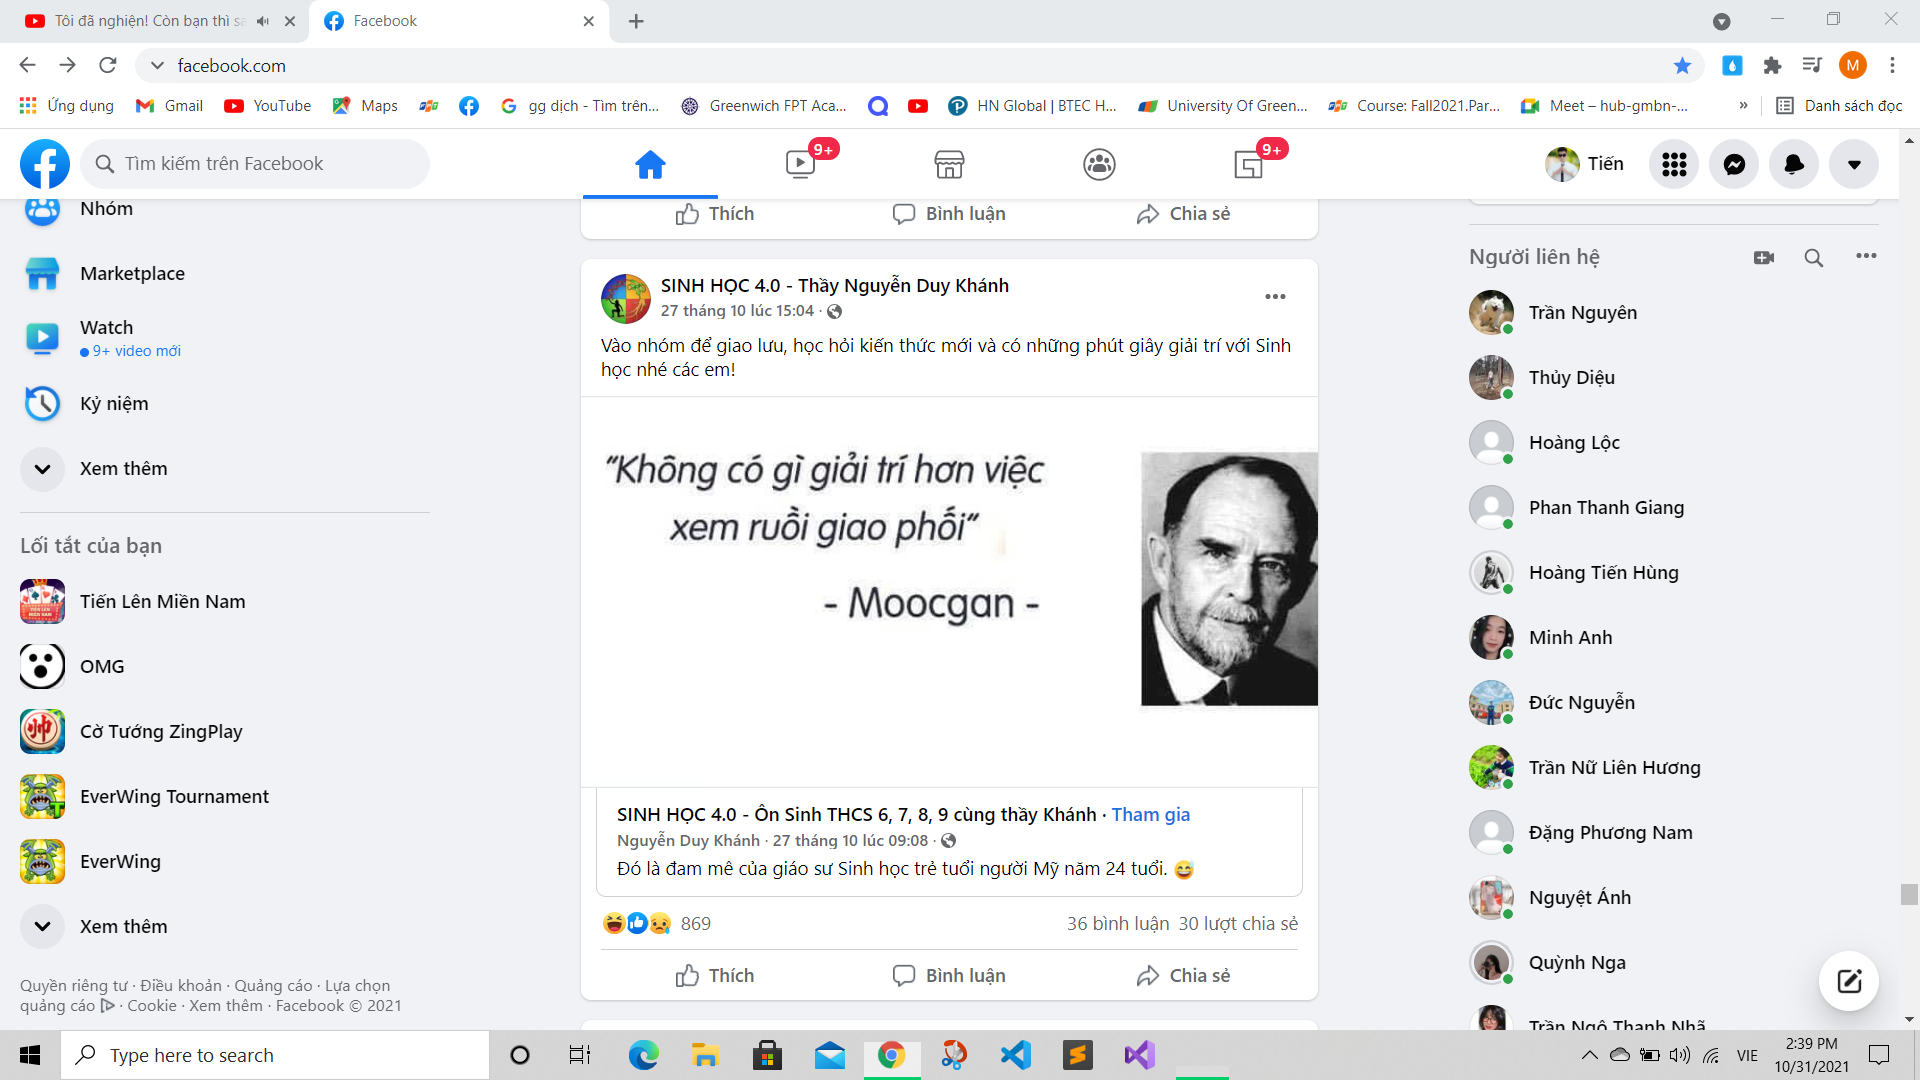 Tôi đã nghiện! Còn bạn thì sa
Facebook
facebook.com
M
Ứng dụng
Gmail
YouTube
Maps
gg dịch - Tìm trên...
Greenwich FPT Aca...
HN Global | BTEC H...
University Of Green...
Course: Fall2021.Par...
Meet – hub-gmbn-...
»
Danh sách đọc
Tìm kiếm trên Facebook
9+
9+
Tiến
Nhóm
Marketplace
Watch
9+ video mới
Kỷ niệm
Xem thêm
Lối tắt của bạn
Tiến Lên Miền Nam
OMG
Cờ Tướng ZingPlay
EverWing Tournament
EverWing
Xem thêm
Quyền riêng tư · Điều khoản · Quảng cáo · Lựa chọn
quảng cáo · Cookie · Xem thêm · Facebook © 2021
Thích
Bình luận
Chia sẻ
SINH HỌC 4.0 - Thầy Nguyễn Duy Khánh
27 tháng 10 lúc 15:04 ·
Vào nhóm để giao lưu, học hỏi kiến thức mới và có những phút giây giải trí với Sinh
học nhé các em!
“Không có gì giải trí hơn việc
xem ruồi giao phối”
- Moocgan -
SINH HỌC 4.0 - Ôn Sinh THCS 6, 7, 8, 9 cùng thầy Khánh · Tham gia
Nguyễn Duy Khánh · 27 tháng 10 lúc 09:08 ·
Đó là đam mê của giáo sư Sinh học trẻ tuổi người Mỹ năm 24 tuổi. 😅
869
36 bình luận 30 lượt chia sẻ
Thích
Bình luận
Chia sẻ
Người liên hệ
Trần Nguyên
Thủy Diệu
Hoàng Lộc
Phan Thanh Giang
Hoàng Tiến Hùng
Minh Anh
Đức Nguyễn
Trần Nữ Liên Hương
Đặng Phương Nam
Nguyệt Ánh
Quỳnh Nga
Trần Ngô Thanh Nhã
Type here to search
VIE
2:39 PM
10/31/2021